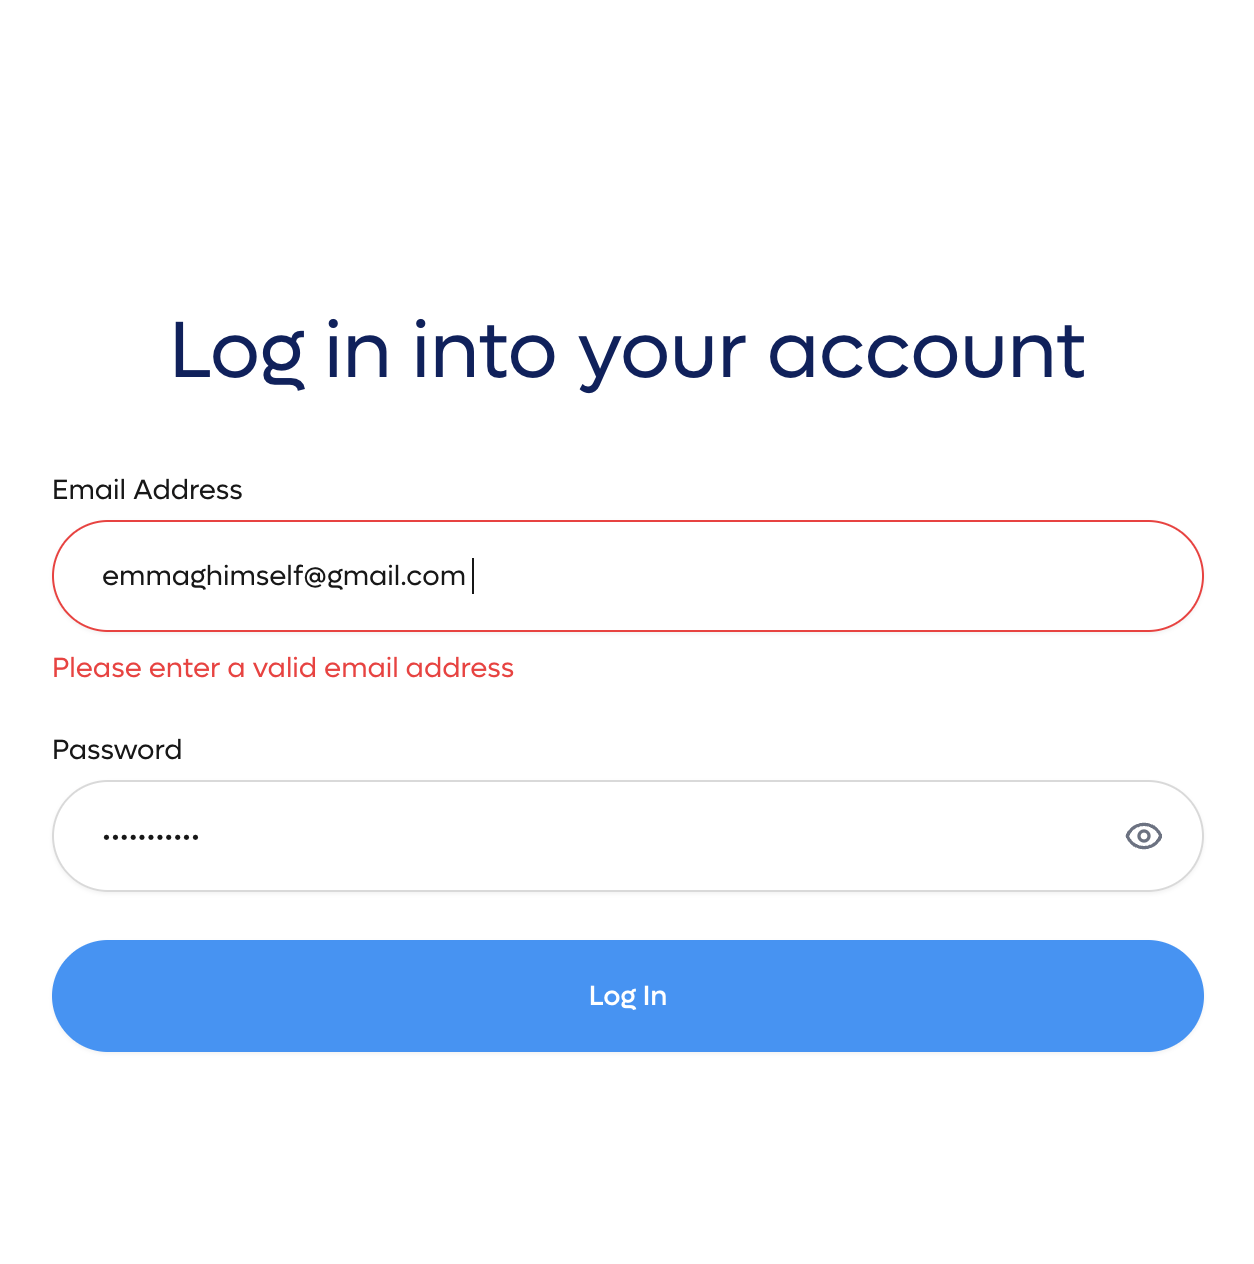 Log in into your account
Email Address
emmaghimself@gmail.com
Please enter a valid email address
Password
•••••••••••
Log In